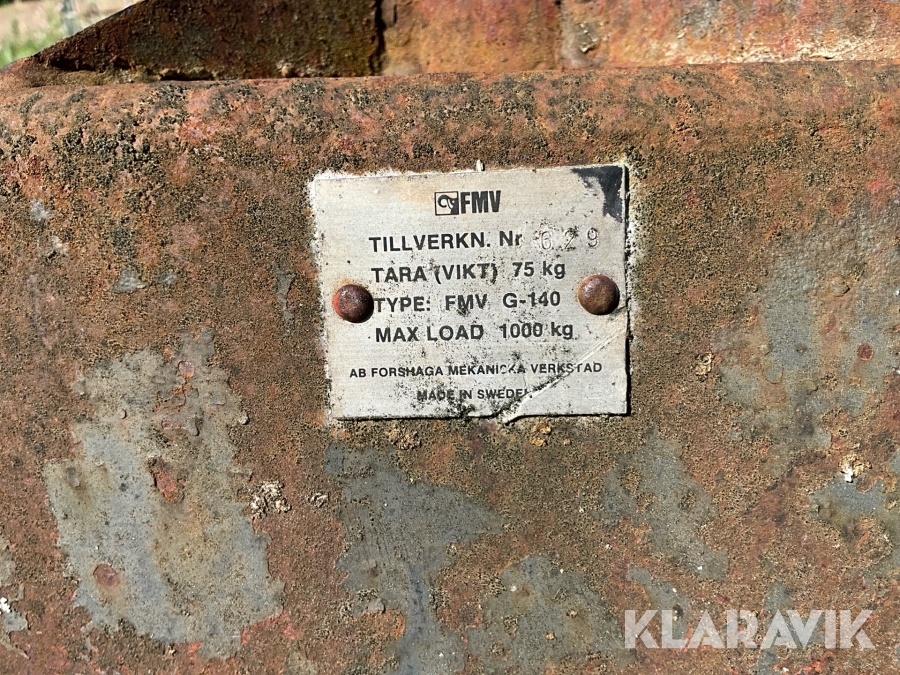 FMV
TILLVERKN. Nr 629
TARA (VIKT) 75 kg
TYPE: FMV G-140
MAX LOAD 1000 kg
AB FORSHAGA MEKANISKA VERKSTAD
MADE IN SWEDEN
KLARAVIK